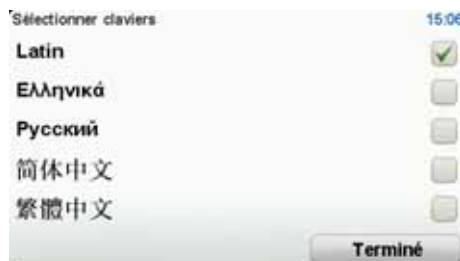 Sélectionner claviers 15:06
Latin
Ελληνικά
Русский
简体中文
繁體中文
Terminé